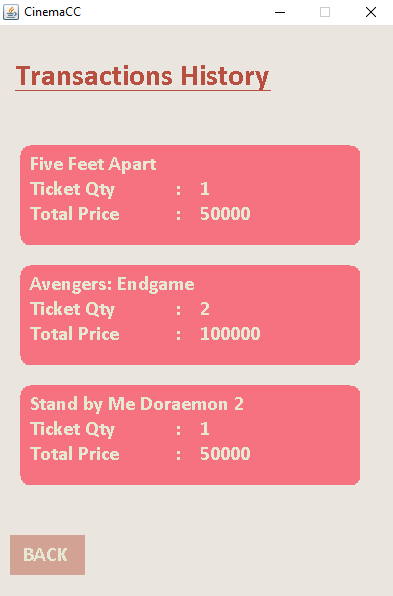 CinemaCC
Transactions History
Five Feet Apart
Ticket Qty : 1
Total Price : 50000
Avengers: Endgame
Ticket Qty : 2
Total Price : 100000
Stand by Me Doraemon 2
Ticket Qty : 1
Total Price : 50000
BACK